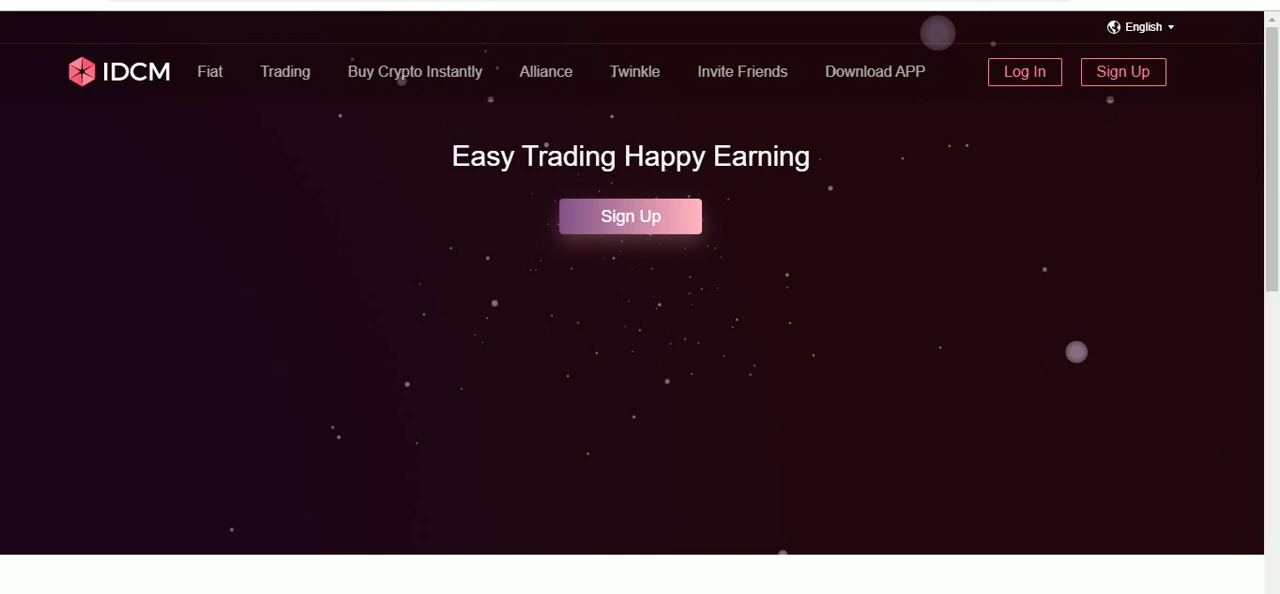 English
IDCM Fiat Trading Buy Crypto Instantly Alliance Twinkle Invite Friends Download APP Log In Sign Up
Easy Trading Happy Earning
Sign Up